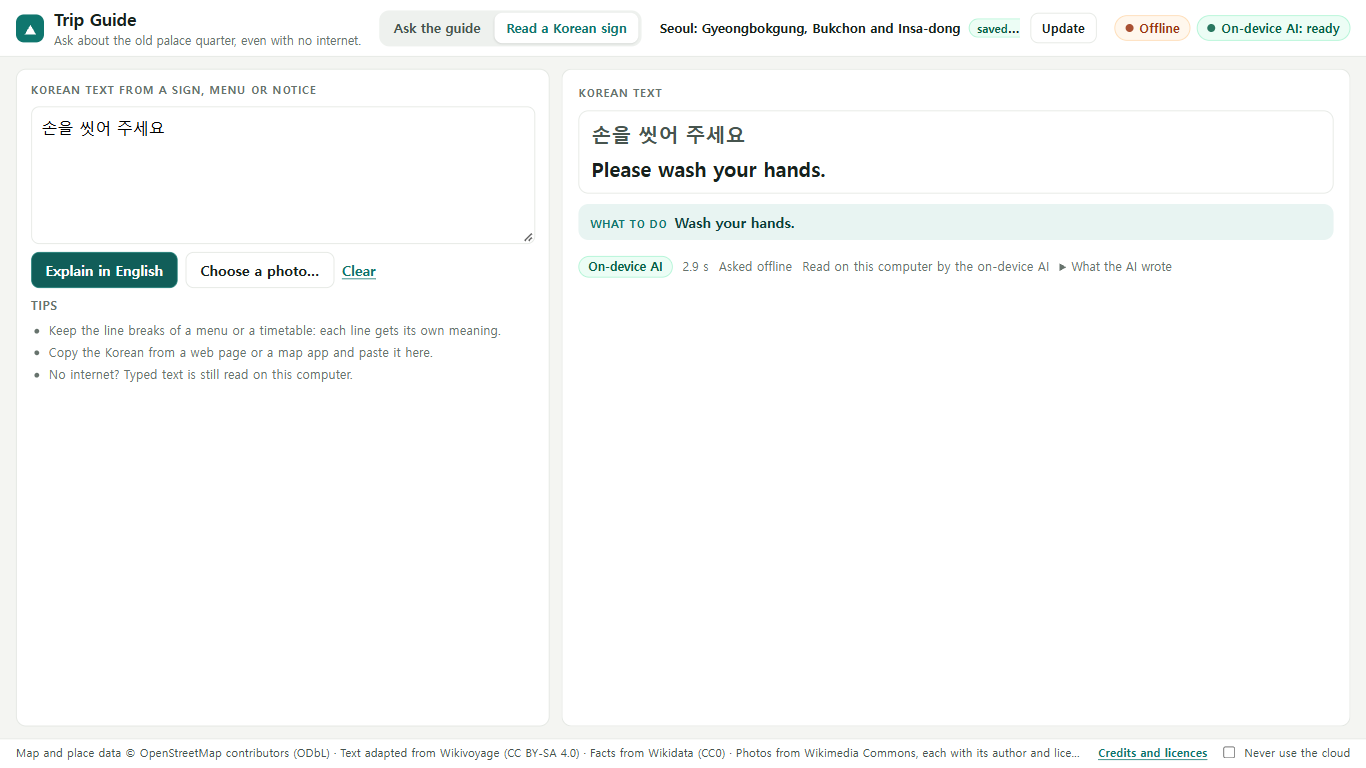 Trip Guide
Ask about the old palace quarter, even with no internet.
Ask the guide
Read a Korean sign
Seoul: Gyeongbokgung, Bukchon and Insa-dong
saved...
Update
Offline
On-device AI: ready
KOREAN TEXT FROM A SIGN, MENU OR NOTICE
손을 씻어 주세요
Explain in English
Choose a photo...
Clear
TIPS
Keep the line breaks of a menu or a timetable: each line gets its own meaning.
Copy the Korean from a web page or a map app and paste it here.
No internet? Typed text is still read on this computer.
KOREAN TEXT
손을 씻어 주세요
Please wash your hands.
WHAT TO DO Wash your hands.
On-device AI 2.9 s Asked offline Read on this computer by the on-device AI ▶ What the AI wrote
Map and place data © OpenStreetMap contributors (ODbL) · Text adapted from Wikivoyage (CC BY-SA 4.0) · Facts from Wikidata (CC0) · Photos from Wikimedia Commons, each with its author and lice...
Credits and licences
Never use the cloud